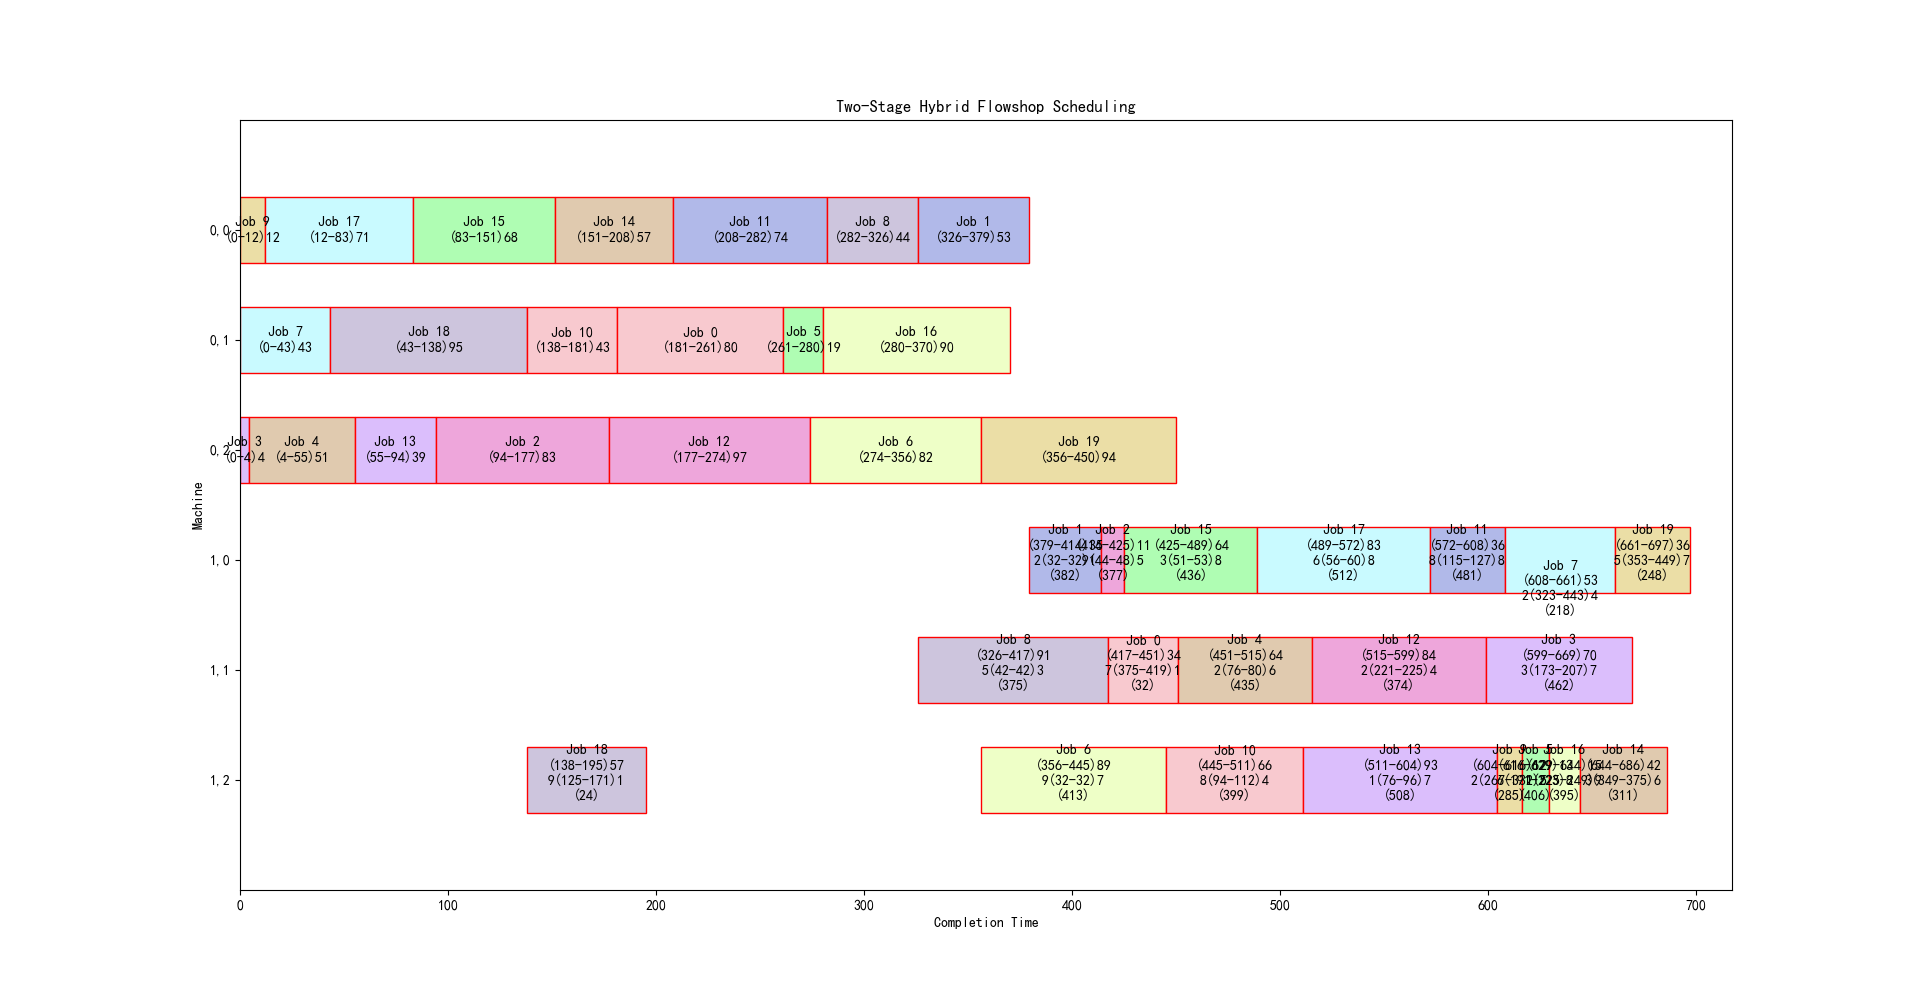 Two-Stage Hybrid Flowshop Scheduling
Machine
0,0
Job 9
(0-12)12
Job 17
(12-83)71
Job 15
(83-151)68
Job 14
(151-208)57
Job 11
(208-282)74
Job 8
(282-326)44
Job 1
(326-379)53
0,1
Job 7
(0-43)43
Job 18
(43-138)95
Job 10
(138-181)43
Job 0
(181-261)80
Job 5
(261-280)19
Job 16
(280-370)90
0,2
Job 3
(0-4)4
Job 4
(4-55)51
Job 13
(55-94)39
Job 2
(94-177)83
Job 12
(177-274)97
Job 6
(274-356)82
Job 19
(356-450)94
1,0
Job 1
(379-414)35
(382)
Job 2
(414-425)11
(44-48)5
(377)
Job 15
(425-489)64
3(51-53)8
(436)
Job 17
(489-572)83
6(56-60)8
(512)
Job 11
(572-608)36
8(115-127)8
(481)
Job 7
(608-661)53
2(323-443)4
(218)
Job 19
(661-697)36
5(353-449)7
(248)
1,1
Job 8
(326-417)91
5(42-42)3
(375)
Job 0
(417-451)34
7(375-419)1
(32)
Job 4
(451-515)64
2(76-80)6
(435)
Job 12
(515-599)84
2(221-225)4
(374)
Job 3
(599-669)70
3(173-207)7
(462)
1,2
Job 18
(138-195)57
9(125-171)1
(24)
Job 6
(356-445)89
9(32-32)7
(413)
Job 10
(445-511)66
8(94-112)4
(399)
Job 13
(511-604)93
1(76-96)7
(508)
Job 9
(285)
Job 5
(406)
Job 16
(395)
Job 14
(644-686)42
3(349-375)6
(311)
0
100
200
300
400
500
600
700
Completion Time